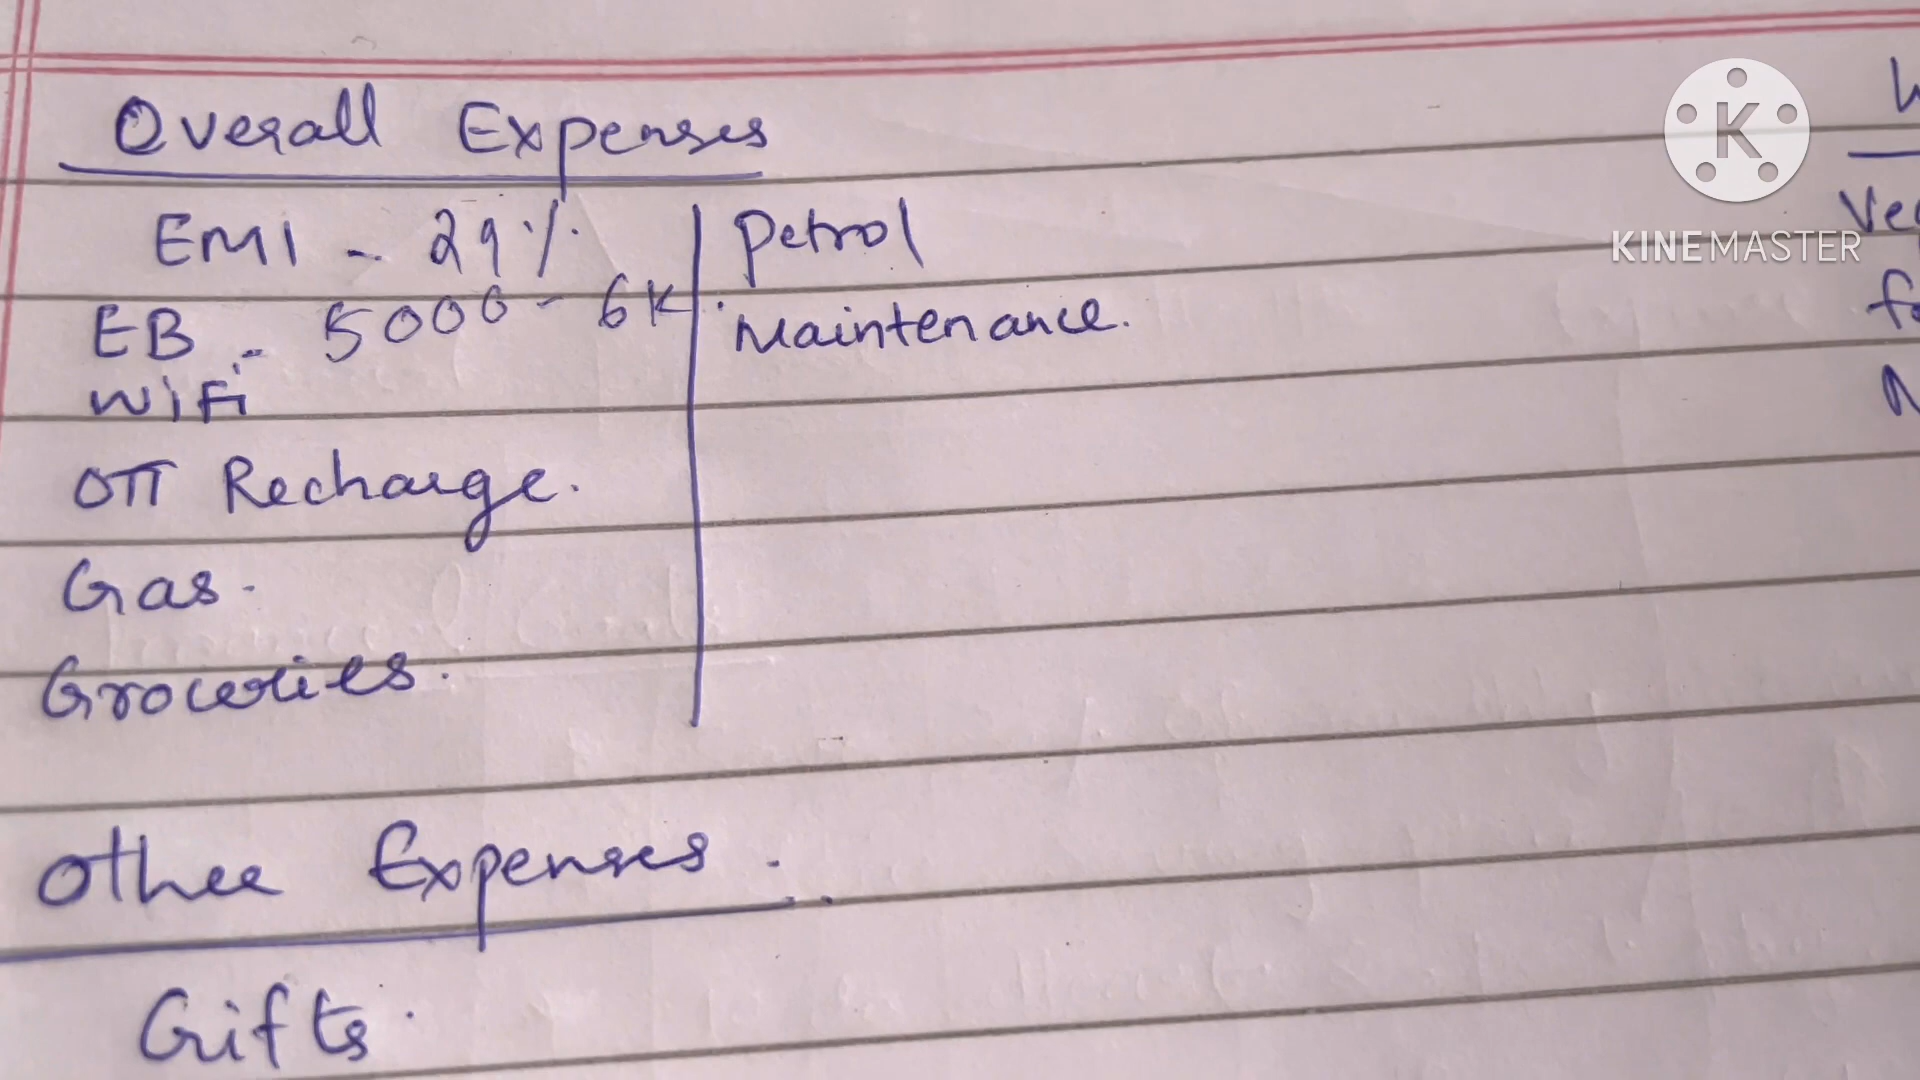 Overall Expenses
EMI - 29%
EB - 5000 - 6K
WiFi
OTT Recharge.
Gas.
Groceries.
Petrol
Maintenance.
Other Expenses.
Gifts.
K
KINEMASTER